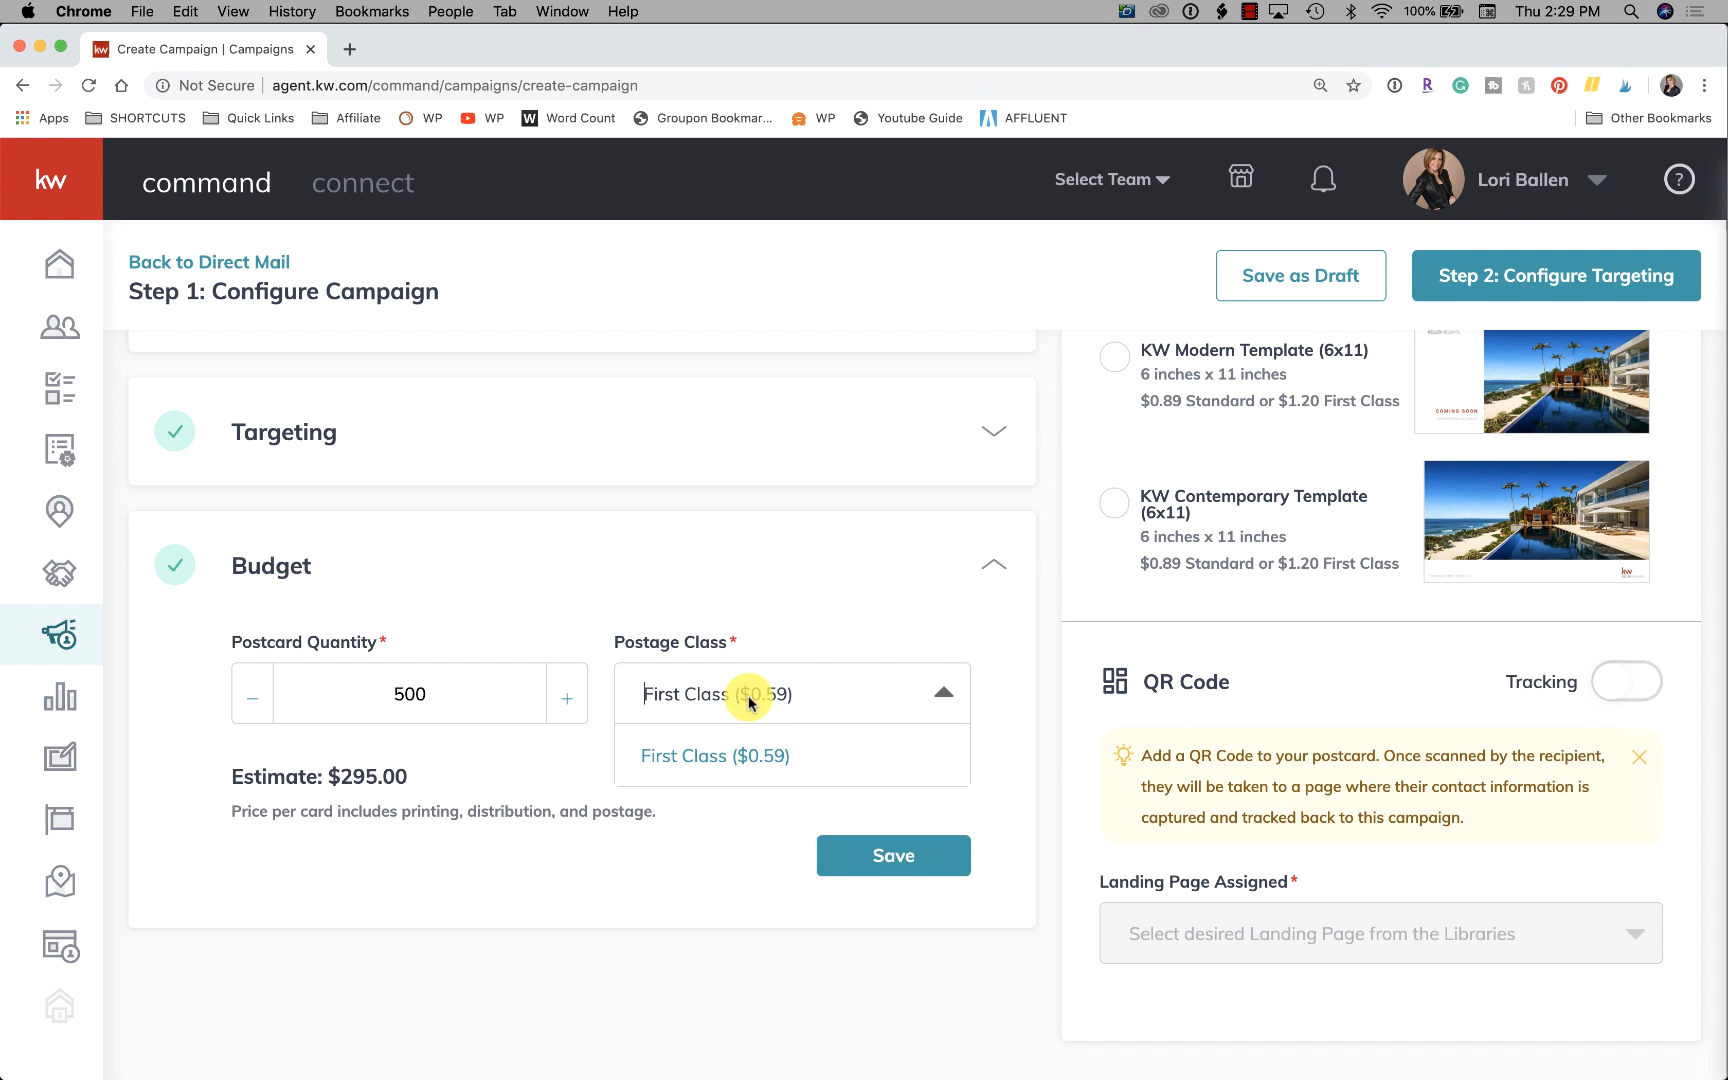 Chrome File Edit View History Bookmarks People Tab Window Help 100% Thu 2:29 PM
kw Create Campaign | Campaigns
Not Secure agent.kw.com/command/campaigns/create-campaign
Apps SHORTCUTS Quick Links Affiliate WP WP W Word Count Groupon Bookmar... WP Youtube Guide AFFLUENT Other Bookmarks
kw command connect Select Team Lori Ballen ?
Back to Direct Mail
Step 1: Configure Campaign
Save as Draft Step 2: Configure Targeting
KW Modern Template (6x11)
6 inches x 11 inches
$0.89 Standard or $1.20 First Class
COMING SOON
Targeting
KW Contemporary Template
(6x11)
6 inches x 11 inches
$0.89 Standard or $1.20 First Class
kw
Budget
Postcard Quantity* Postage Class*
− 500 + First Class ($0.59)
First Class ($0.59)
Estimate: $295.00
Price per card includes printing, distribution, and postage.
Save
QR Code Tracking
Add a QR Code to your postcard. Once scanned by the recipient,
they will be taken to a page where their contact information is
captured and tracked back to this campaign.
Landing Page Assigned*
Select desired Landing Page from the Libraries